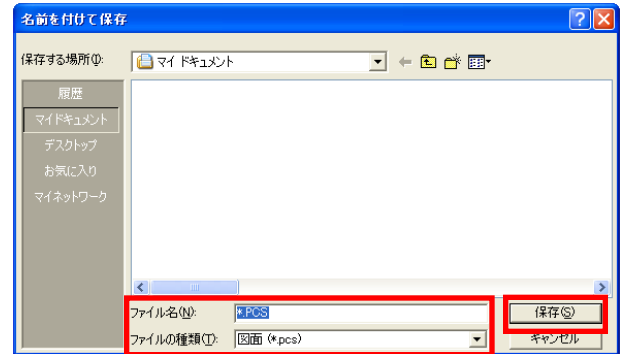 名前を付けて保存
保存する場所(I):
マイ ドキュメント
履歴
マイドキュメント
デスクトップ
お気に入り
マイネットワーク
ファイル名(N):
*.PCS
保存(S)
ファイルの種類(T):
図面 (*.pcs)
キャンセル